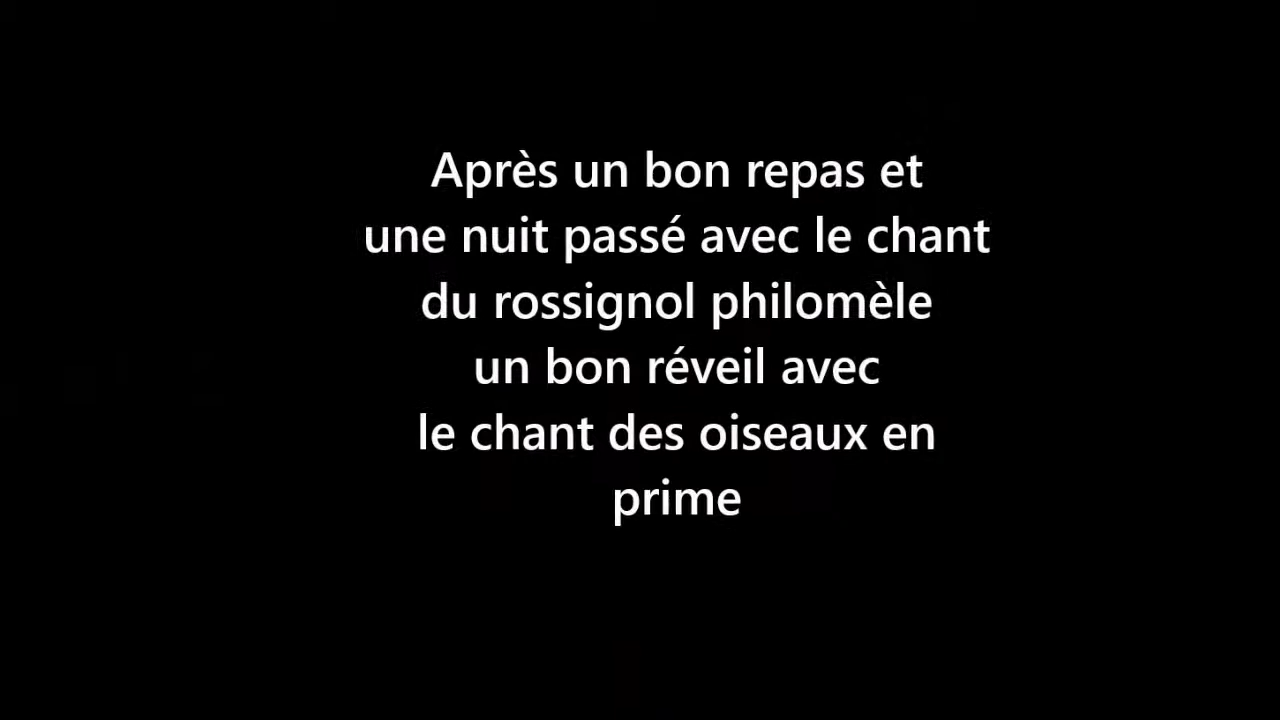 Après un bon repas et
une nuit passé avec le chant
du rossignol philomèle
un bon réveil avec
le chant des oiseaux en
prime